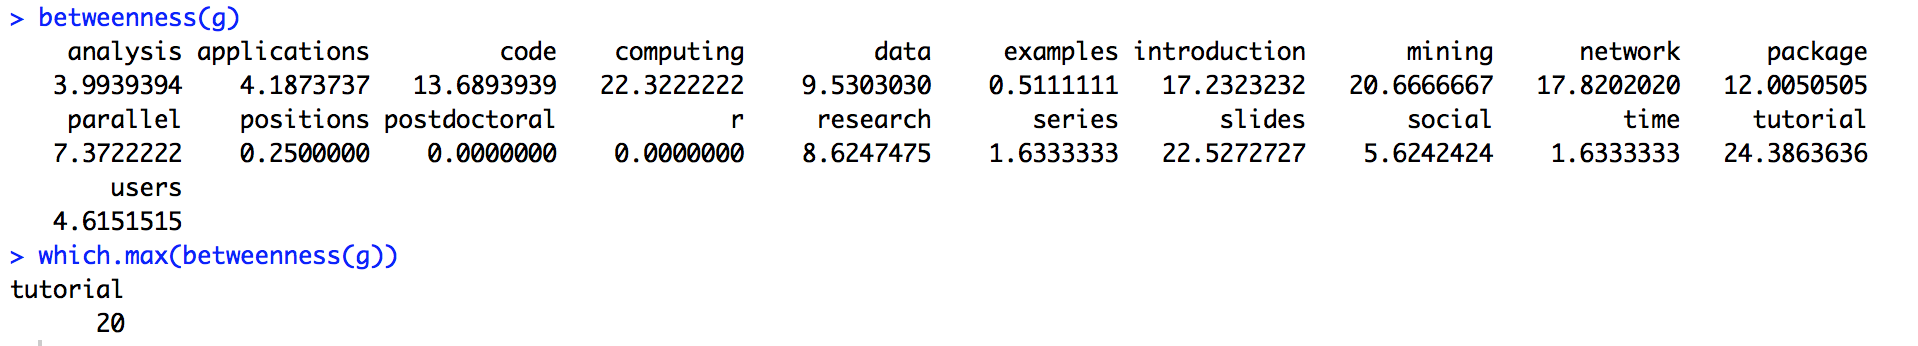 > betweenness(g)
    analysis applications         code    computing         data     examples introduction       mining      network      package
   3.9939394    4.1873737   13.6893939   22.3222222    9.5303030    0.5111111   17.2323232   20.6666667   17.8202020   12.0050505
    parallel    positions postdoctoral            r     research       series       slides       social         time     tutorial
   7.3722222    0.2500000    0.0000000    0.0000000    8.6247475    1.6333333   22.5272727    5.6242424    1.6333333   24.3863636
       users
   4.6151515
> which.max(betweenness(g))
tutorial
      20